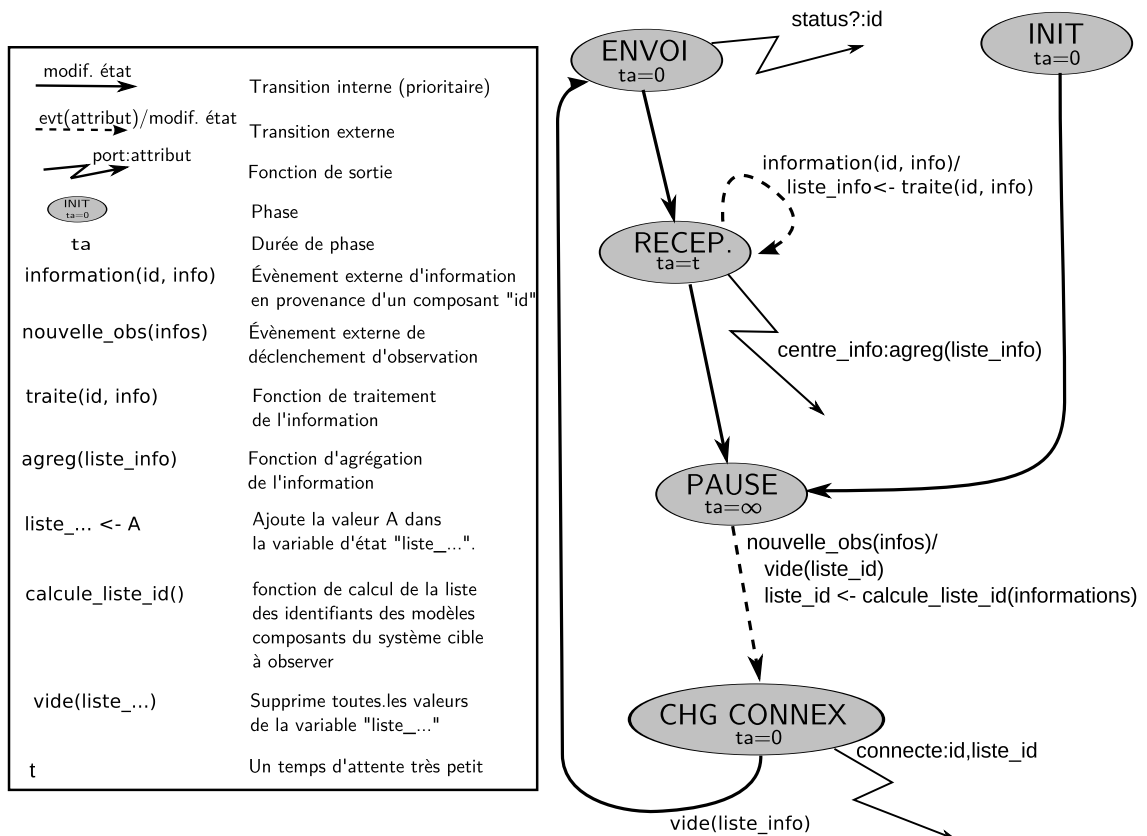 modif. état
Transition interne (prioritaire)
evt(attribut)/modif. état
Transition externe
port:attribut
Fonction de sortie
INIT
ta=0
Phase
ta
Durée de phase
information(id, info)
Évènement externe d'information
en provenance d'un composant "id"
nouvelle_obs(infos)
Évènement externe de
déclenchement d'observation
traite(id, info)
Fonction de traitement
de l'information
agreg(liste_info)
Fonction d'agrégation
de l'information
liste_... <- A
Ajoute la valeur A dans
la variable d'état "liste_...".
calcule_liste_id()
fonction de calcul de la liste
des identifiants des modèles
composants du système cible
à observer
vide(liste_...)
Supprime toutes.les valeurs
de la variable "liste_..."
t
Un temps d'attente très petit
ENVOI
ta=0
status?:id
INIT
ta=0
information(id, info)/
liste_info<- traite(id, info)
RECEP.
ta=t
centre_info:agreg(liste_info)
PAUSE
ta=∞
nouvelle_obs(infos)/
vide(liste_id)
liste_id <- calcule_liste_id(informations)
CHG CONNEX
ta=0
connecte:id,liste_id
vide(liste_info)